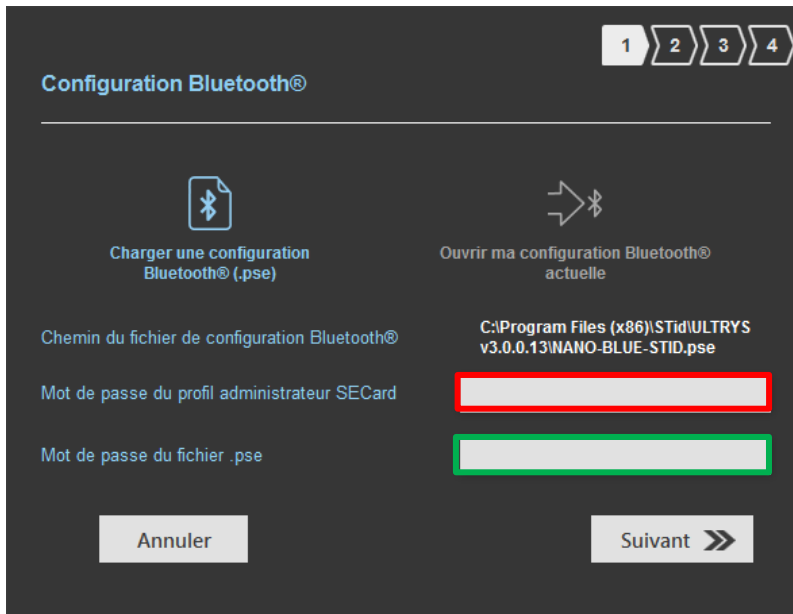 1 2 3 4
Configuration Bluetooth®
Charger une configuration
Bluetooth® (.pse)
Ouvrir ma configuration Bluetooth®
actuelle
Chemin du fichier de configuration Bluetooth®
C:\Program Files (x86)\STid\ULTRYS
v3.0.0.13\NANO-BLUE-STID.pse
Mot de passe du profil administrateur SECard
Mot de passe du fichier .pse
Annuler
Suivant